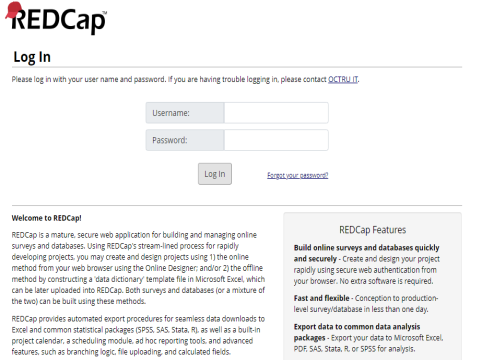 REDCap™
Log In
Please log in with your user name and password. If you are having trouble logging in, please contact OCTRU IT.
Username:
Password:
Log In
Forgot your password?
Welcome to REDCap!
REDCap is a mature, secure web application for building and managing online
surveys and databases. Using REDCap's stream-lined process for rapidly
developing projects, you may create and design projects using 1) the online
method from your web browser using the Online Designer; and/or 2) the offline
method by constructing a 'data dictionary' template file in Microsoft Excel, which
can be later uploaded into REDCap. Both surveys and databases (or a mixture of
the two) can be built using these methods.
REDCap provides automated export procedures for seamless data downloads to
Excel and common statistical packages (SPSS, SAS, Stata, R), as well as a built-in
project calendar, a scheduling module, ad hoc reporting tools, and advanced
features, such as branching logic, file uploading, and calculated fields.
REDCap Features
Build online surveys and databases quickly
and securely - Create and design your project
rapidly using secure web authentication from
your browser. No extra software is required.
Fast and flexible - Conception to production-
level survey/database in less than one day.
Export data to common data analysis
packages - Export your data to Microsoft Excel,
PDF, SAS, Stata, R, or SPSS for analysis.